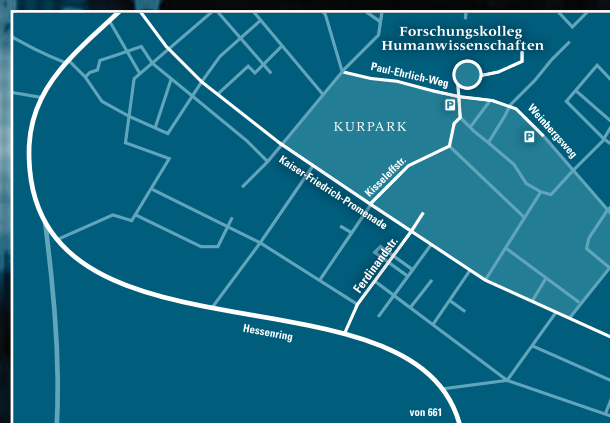 Forschungskolleg
Humanwissenschaften
Paul-Ehrlich-Weg
P
Weinbergsweg
P
KURPARK
Kisseleffstr.
Kaiser-Friedrich-Promenade
Ferdinandstr.
Hessenring
von 661